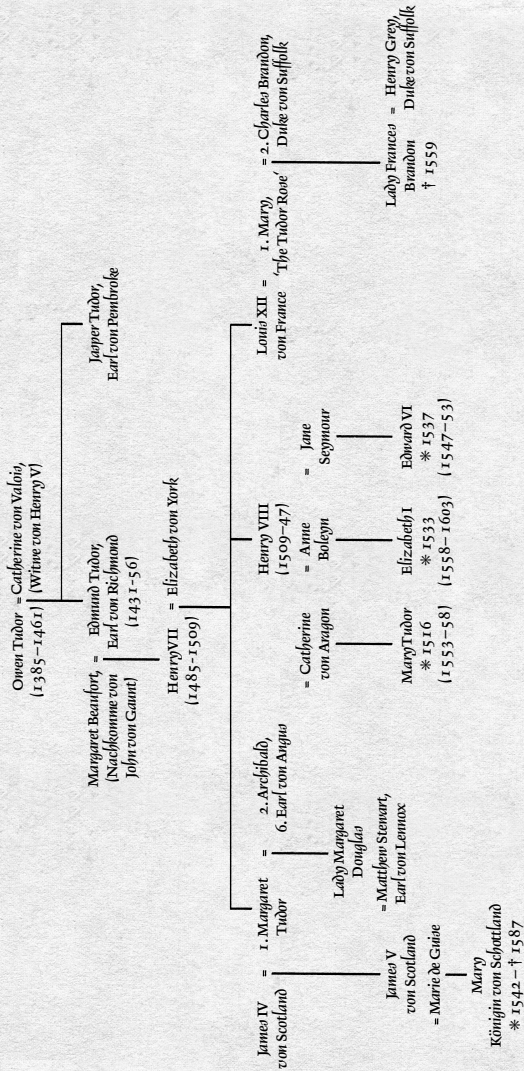 Owen Tudor = Catherine von Valois,
(1385–1461) (Witwe von Henry V)
Margaret Beaufort, = Edmund Tudor,
(Nachkomme von Earl von Richmond
John von Gaunt) (1431-56)
Jasper Tudor,
Earl von Pembroke
Henry VII = Elizabeth von York
(1485-1509)
James IV = 1. Margaret = 2. Archibald,
von Scotland Tudor 6. Earl von Angus
Henry VIII
(1509–47)
= Catherine = Anne = Jane
von Aragon Boleyn Seymour
Louis XII = 1. Mary, = 2. Charles Brandon,
von France ‘The Tudor Rose‘ Duke von Suffolk
James V
von Scotland
= Marie de Guise
Lady Margaret
Douglas
= Matthew Stewart,
Earl von Lennox
Mary Tudor
* 1516
(1553–58)
Elizabeth I
* 1533
(1558–1603)
Edward VI
* 1537
(1547–53)
Lady Frances = Henry Grey,
Brandon Duke von Suffolk
† 1559
Mary
Königin von Schottland
* 1542 – † 1587